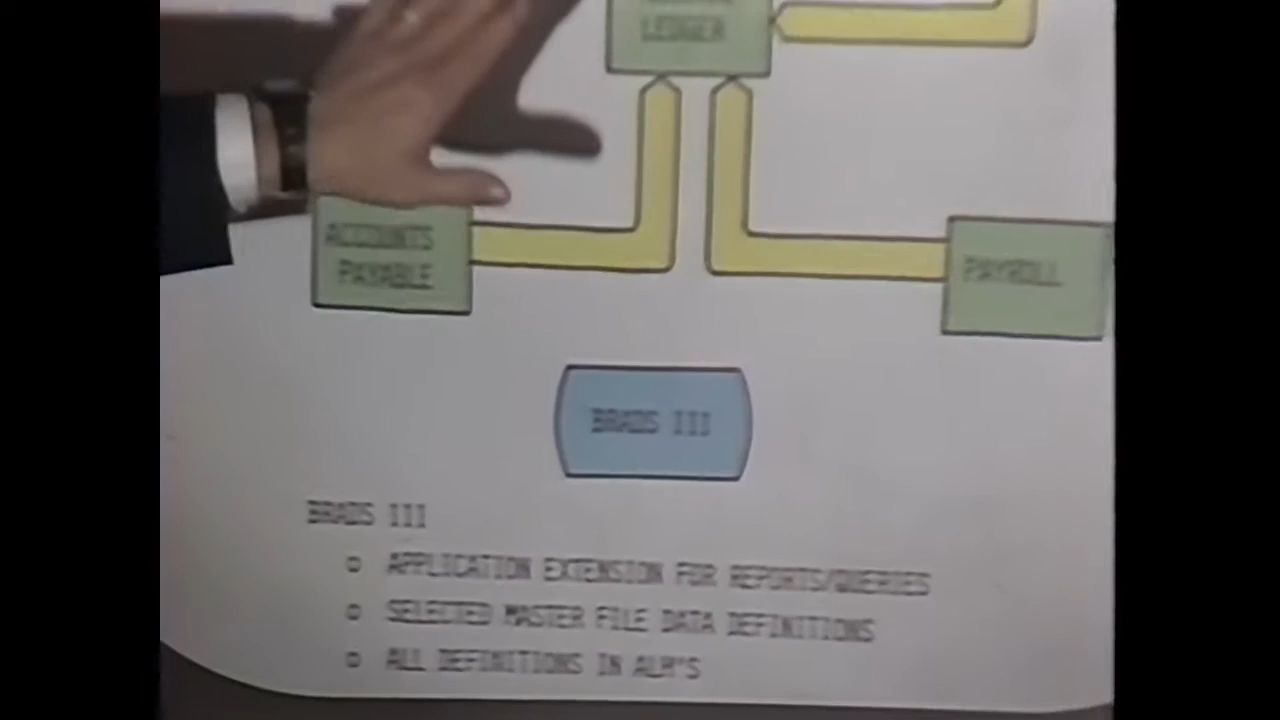 LEDGER
ACCOUNTS
PAYABLE
PAYROLL
BRADS III
BRADS III
o APPLICATION EXTENSION FOR REPORTS/QUERIES
o SELECTED MASTER FILE DATA DEFINITIONS
o ALL DEFINITIONS IN ALM'S